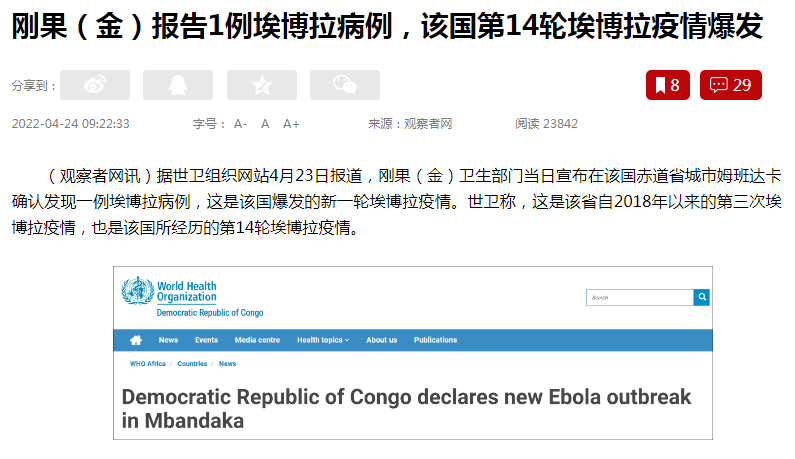 刚果（金）报告1例埃博拉病例，该国第14轮埃博拉疫情爆发
分享到：
8
29
2022-04-24 09:22:33 字号： A- A A+ 来源：观察者网 阅读 23842
（观察者网讯）据世卫组织网站4月23日报道，刚果（金）卫生部门当日宣布在该国赤道省城市姆班达卡
确认发现一例埃博拉病例，这是该国爆发的新一轮埃博拉疫情。世卫称，这是该省自2018年以来的第三次埃
博拉疫情，也是该国所经历的第14轮埃博拉疫情。
World Health
Organization
Democratic Republic of Congo
Search
News Events Media centre Health topics About us Publications
WHO Africa / Countries / News
Democratic Republic of Congo declares new Ebola outbreak
in Mbandaka